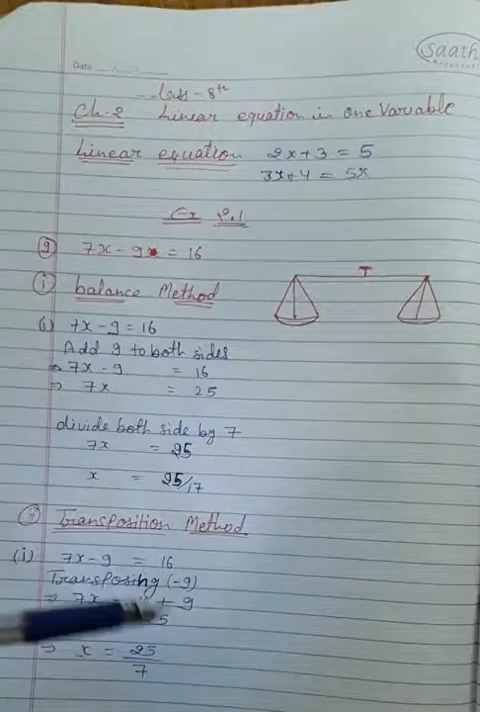 Saath
Date
Class - 8th
Ch-2 Linear equation in one Variable
Linear equation 2x+3 = 5
3x+4 = 5x
Ex 2.1
9 7x-9 = 16
i balance Method
(i) 7x-9 = 16
Add 9 to both sides
⇒ 7x-9 = 16
⇒ 7x = 25
divide both side by 7
7x = 25
x = 25/17
Transposition Method
(i) 7x-9 = 16
Transposing (-9)
⇒ 7x + 9
5
⇒ x = 25
7